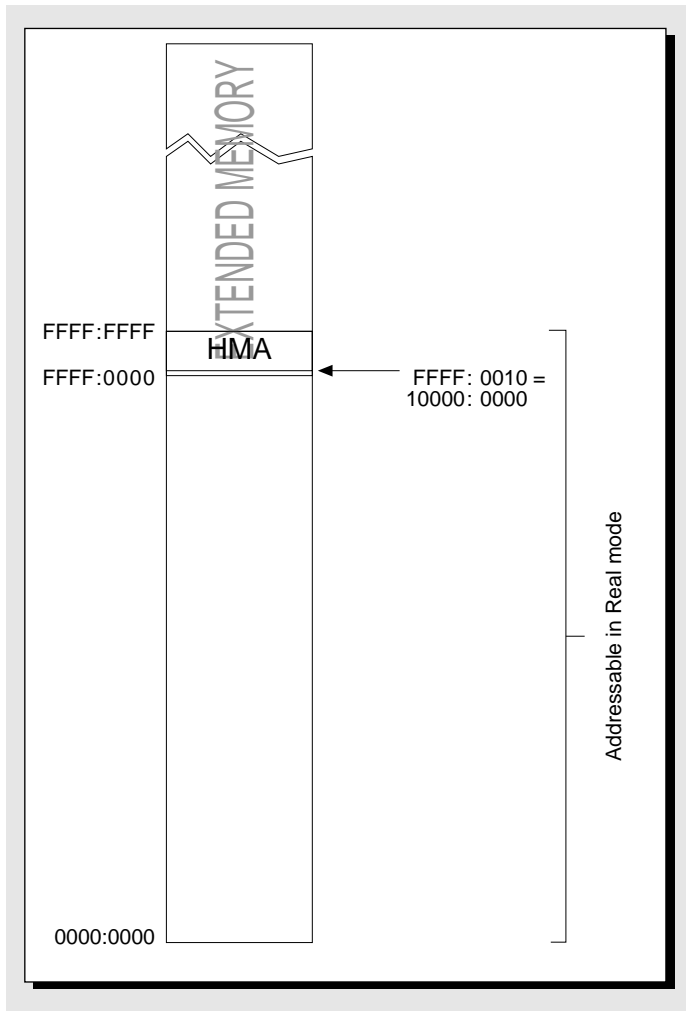 EXTENDED MEMORY
FFFF:FFFF
HMA
FFFF:0000
FFFF: 0010 =
10000: 0000
Addressable in Real mode
0000:0000